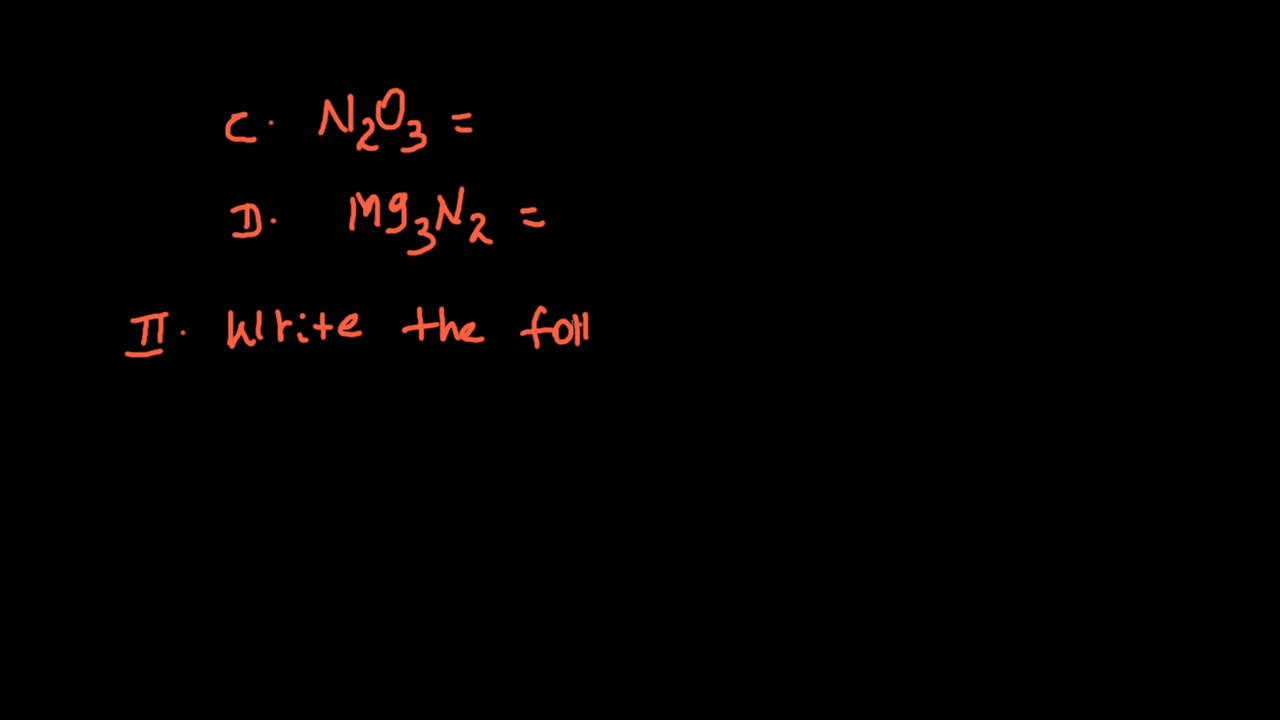 C. N₂O₃ =
D. Mg₃N₂ =
II. Write the foll